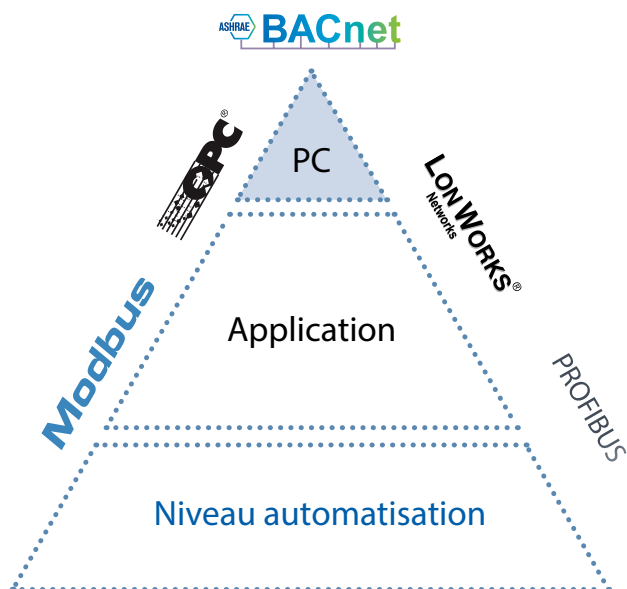 ASHRAE BACnet
OPC®
PC
LONWORKS®
Networks
Modbus
Application
PROFIBUS
Niveau automatisation